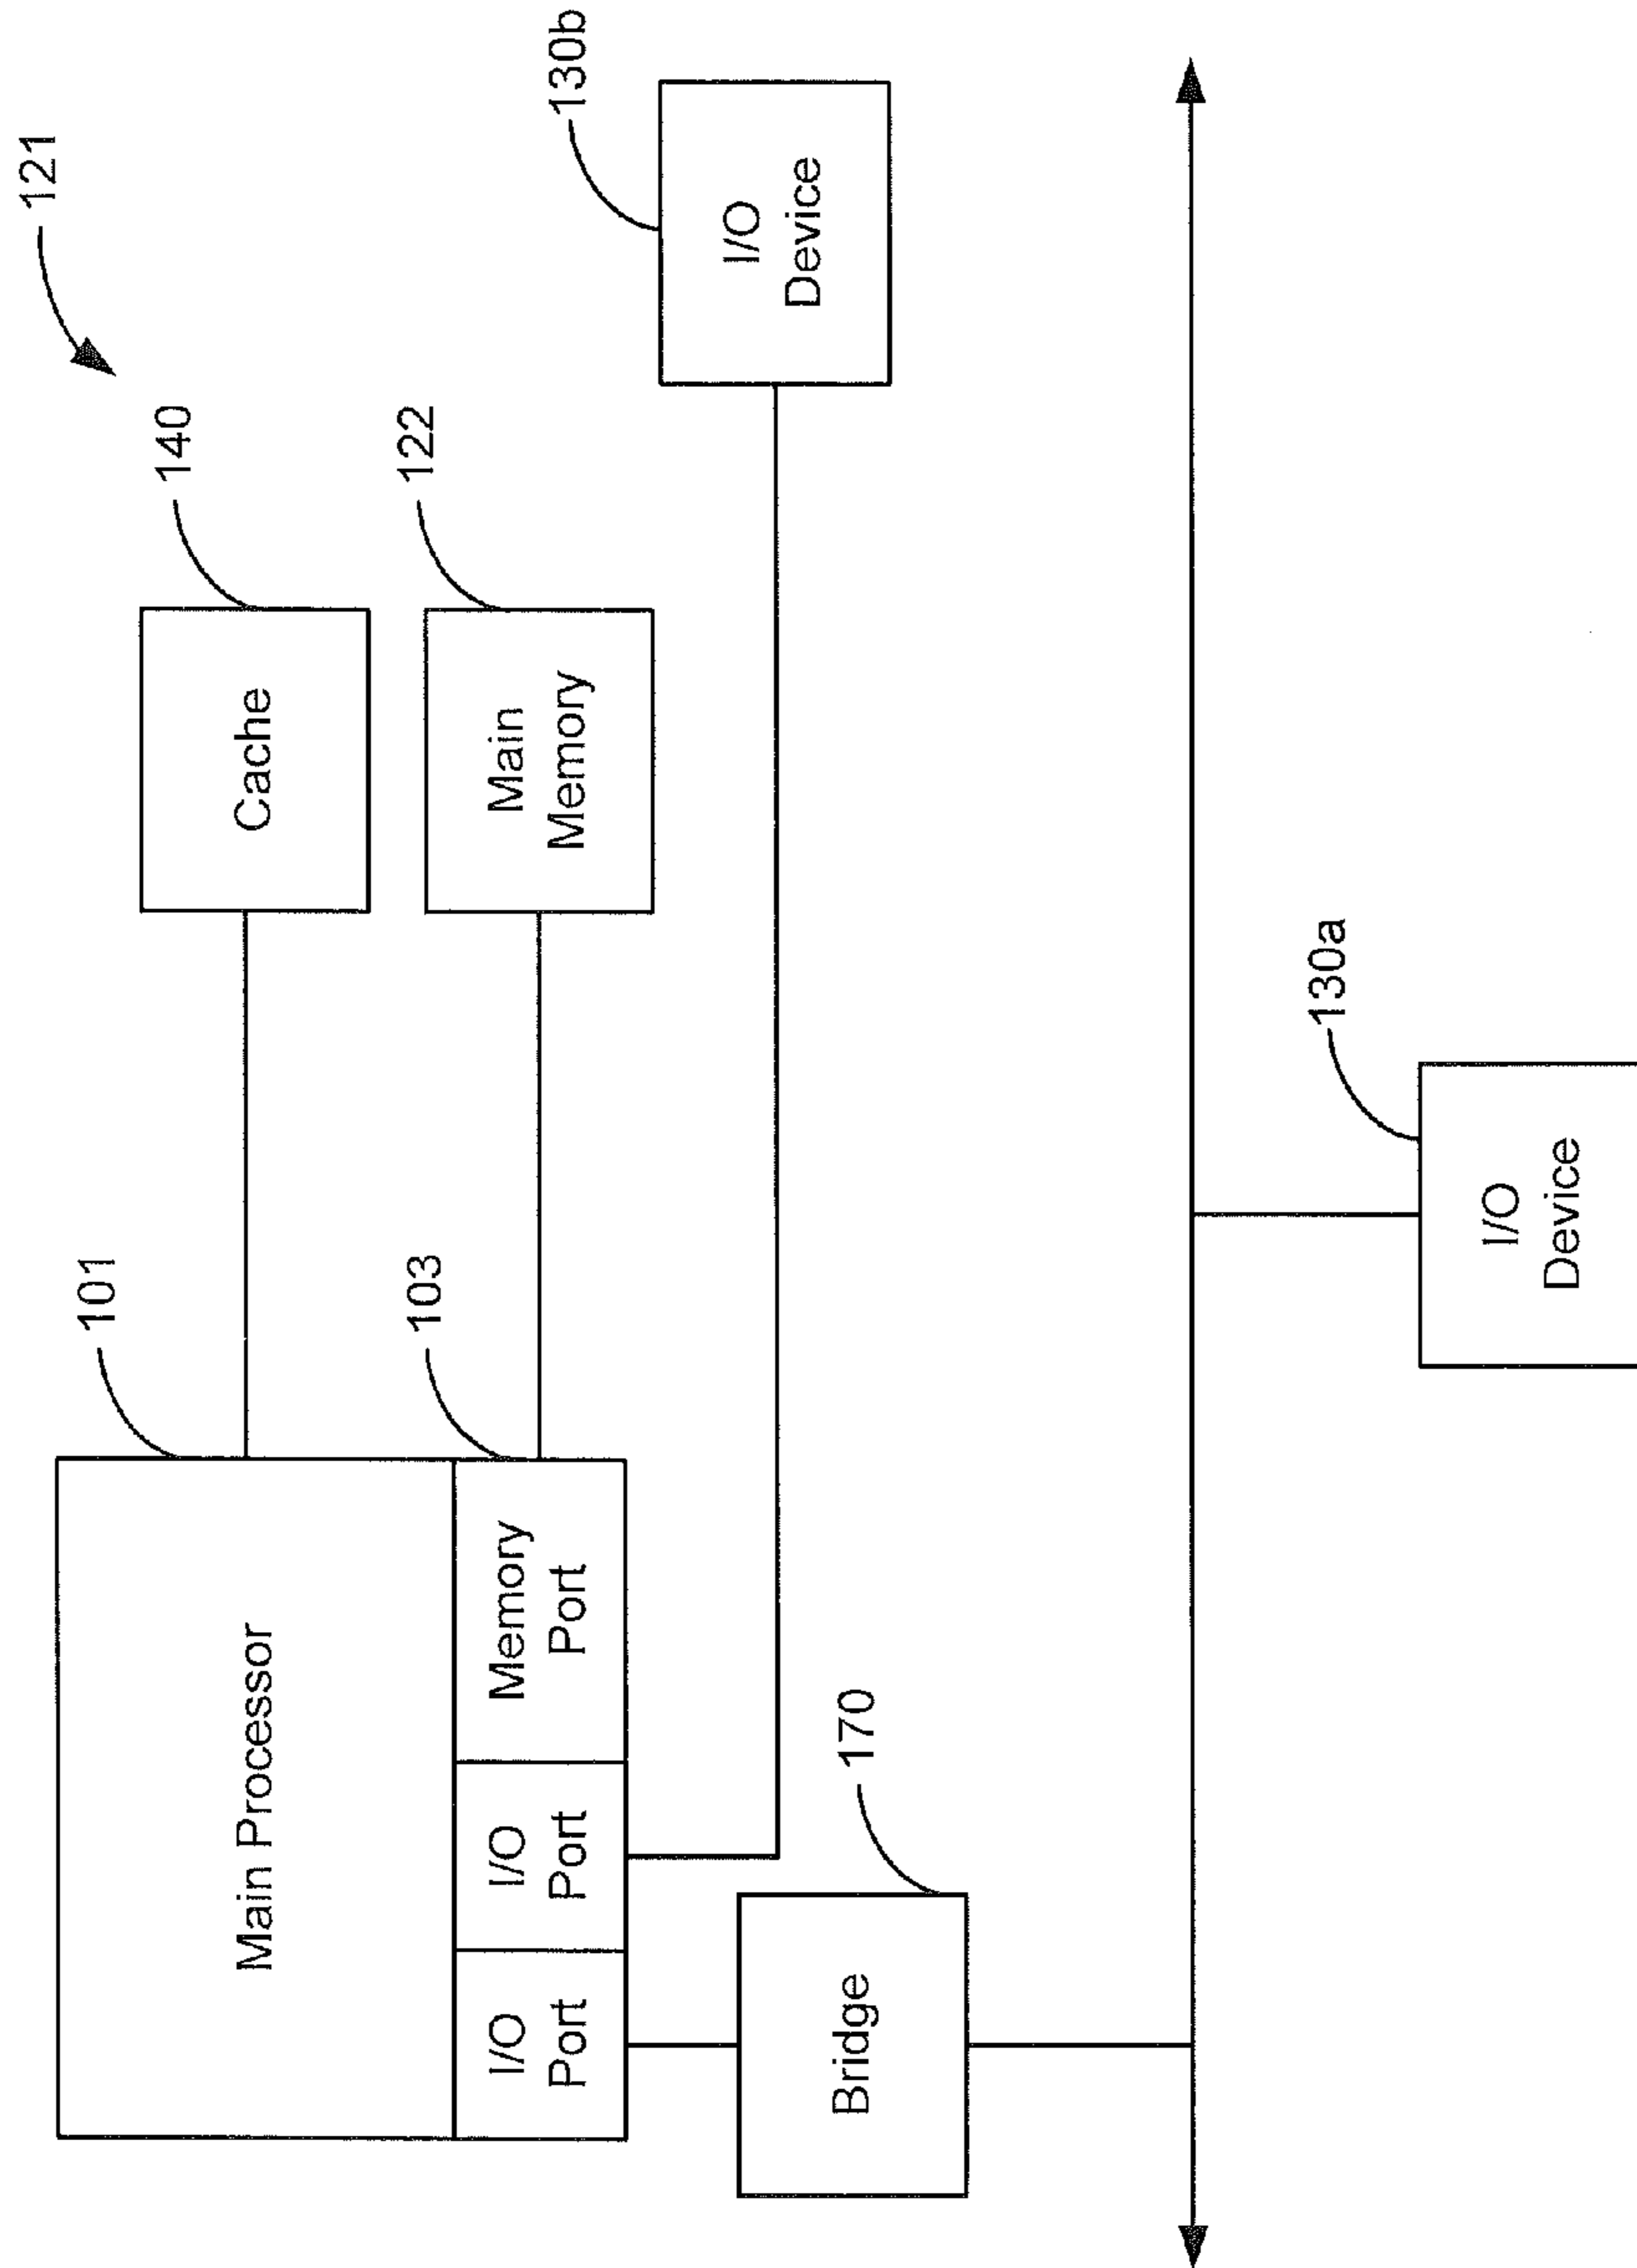 121
140
Cache
122
Main
Memory
130b
I/O
Device
101
Main Processor
103
I/O
Port
I/O
Port
Memory
Port
170
Bridge
130a
I/O
Device